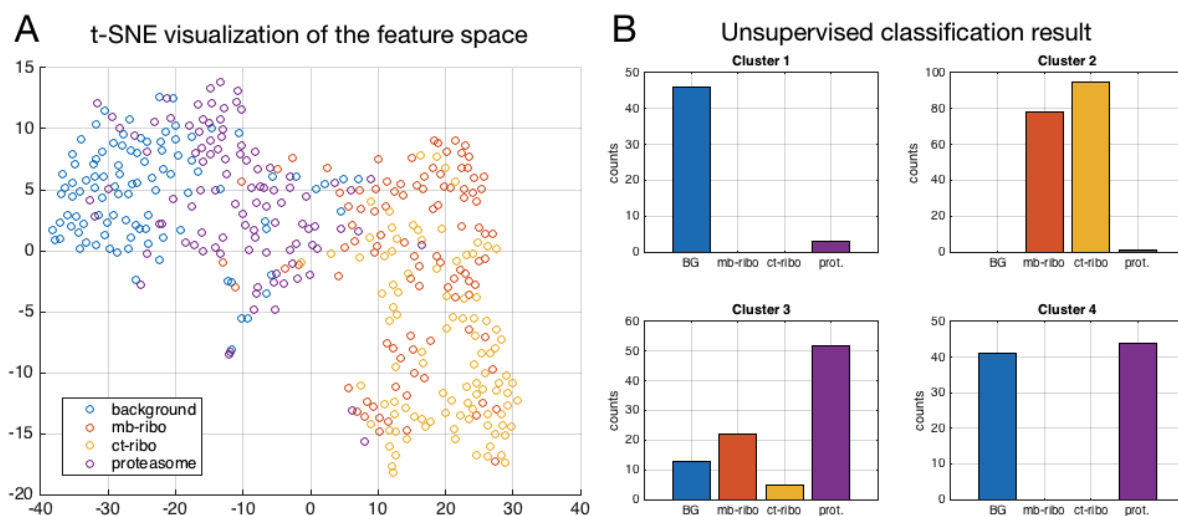 A
t-SNE visualization of the feature space
15
10
5
0
-5
-10
-15
-20
-40
-30
-20
-10
0
10
20
30
40
background
mb-ribo
ct-ribo
proteasome
B
Unsupervised classification result
Cluster 1
counts
50
40
30
20
10
0
BG mb-ribo ct-ribo prot.
Cluster 2
counts
100
80
60
40
20
0
BG mb-ribo ct-ribo prot.
Cluster 3
counts
60
50
40
30
20
10
0
BG mb-ribo ct-ribo prot.
Cluster 4
counts
50
40
30
20
10
0
BG mb-ribo ct-ribo prot.